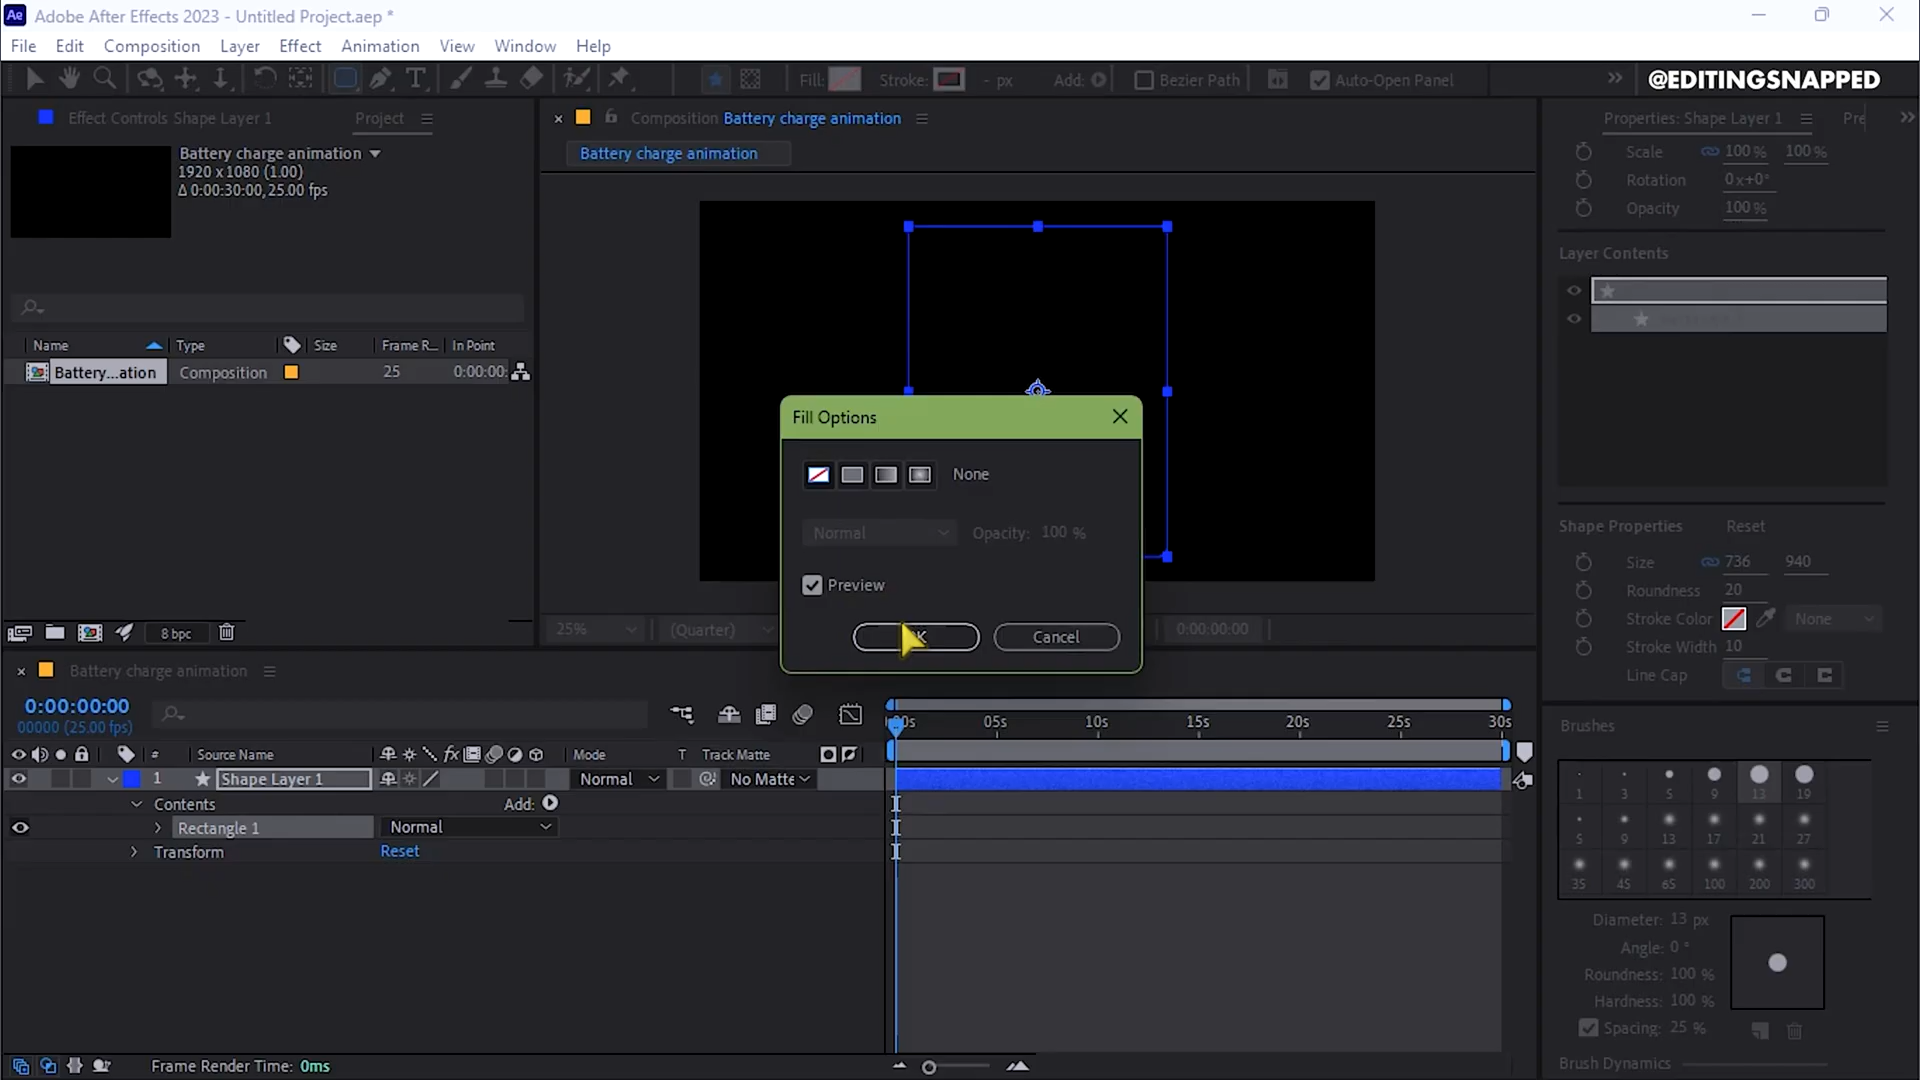 Adobe After Effects 2023 - Untitled Project.aep *
File Edit Composition Layer Effect Animation View Window Help
Fill: Stroke: - px Add: Bezier Path Auto-Open Panel @EDITINGSNAPPED
Effect Controls Shape Layer 1 Project
Battery charge animation
1920 x 1080 (1.00)
Δ 0:00:30:00, 25.00 fps
Name Type Size Frame R... In Point
Battery...ation Composition 25 0:00:00:
8 bpc
Composition Battery charge animation
Battery charge animation
Fill Options
None
Normal Opacity: 100 %
Preview
Cancel
25% (Quarter) 0:00:00:00
Properties: Shape Layer 1 Pre
Scale 100 % 100 %
Rotation 0x+0°
Opacity 100 %
Layer Contents
Shape Properties Reset
Size 736 940
Roundness 20
Stroke Color None
Stroke Width 10
Line Cap
Battery charge animation
0:00:00:00
00000 (25.00 fps)
00s 05s 10s 15s 20s 25s 30s
# Source Name fx Mode T Track Matte
1 Shape Layer 1 Normal No Matte
Contents Add:
Rectangle 1 Normal
Transform Reset
Frame Render Time: 0ms
Brushes
1 3 5 9 13 19
5 9 13 17 21 27
35 45 65 100 200 300
Diameter: 13 px
Angle: 0 °
Roundness: 100 %
Hardness: 100 %
Spacing: 25 %
Brush Dynamics